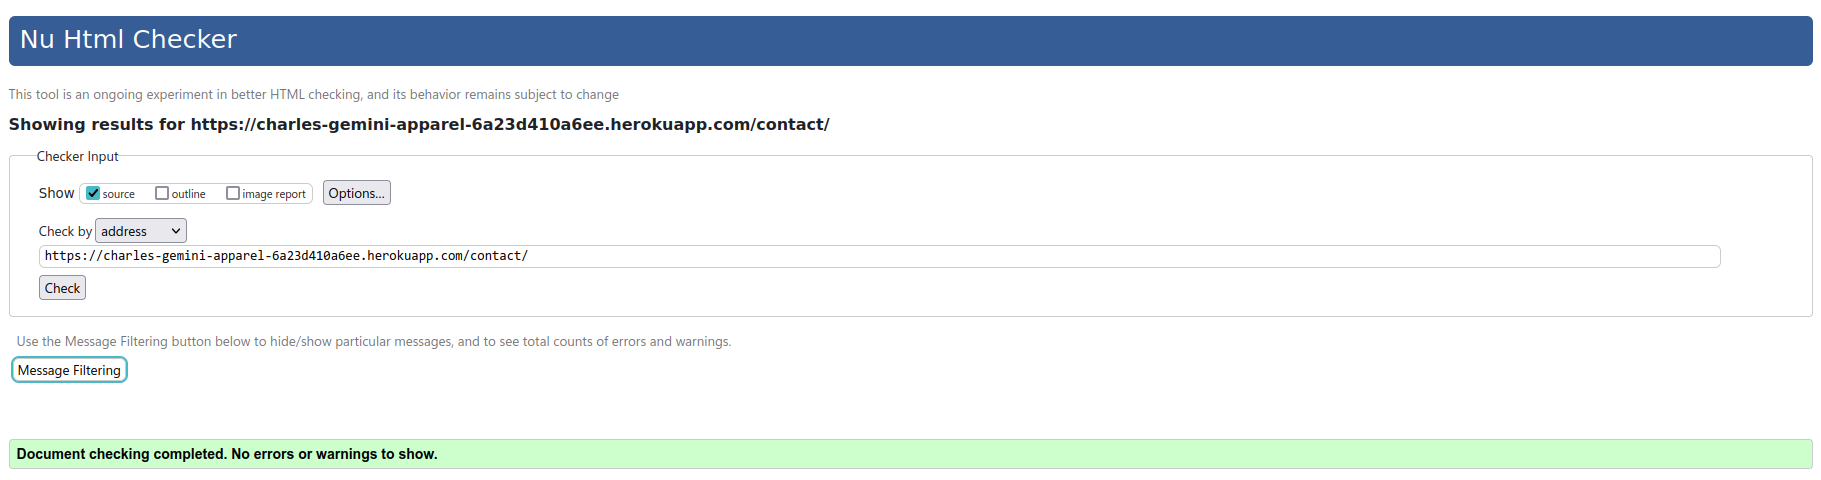 Nu Html Checker
This tool is an ongoing experiment in better HTML checking, and its behavior remains subject to change
Showing results for https://charles-gemini-apparel-6a23d410a6ee.herokuapp.com/contact/
Checker Input
Show source outline image report Options...
Check by address
https://charles-gemini-apparel-6a23d410a6ee.herokuapp.com/contact/
Check
Use the Message Filtering button below to hide/show particular messages, and to see total counts of errors and warnings.
Message Filtering
Document checking completed. No errors or warnings to show.